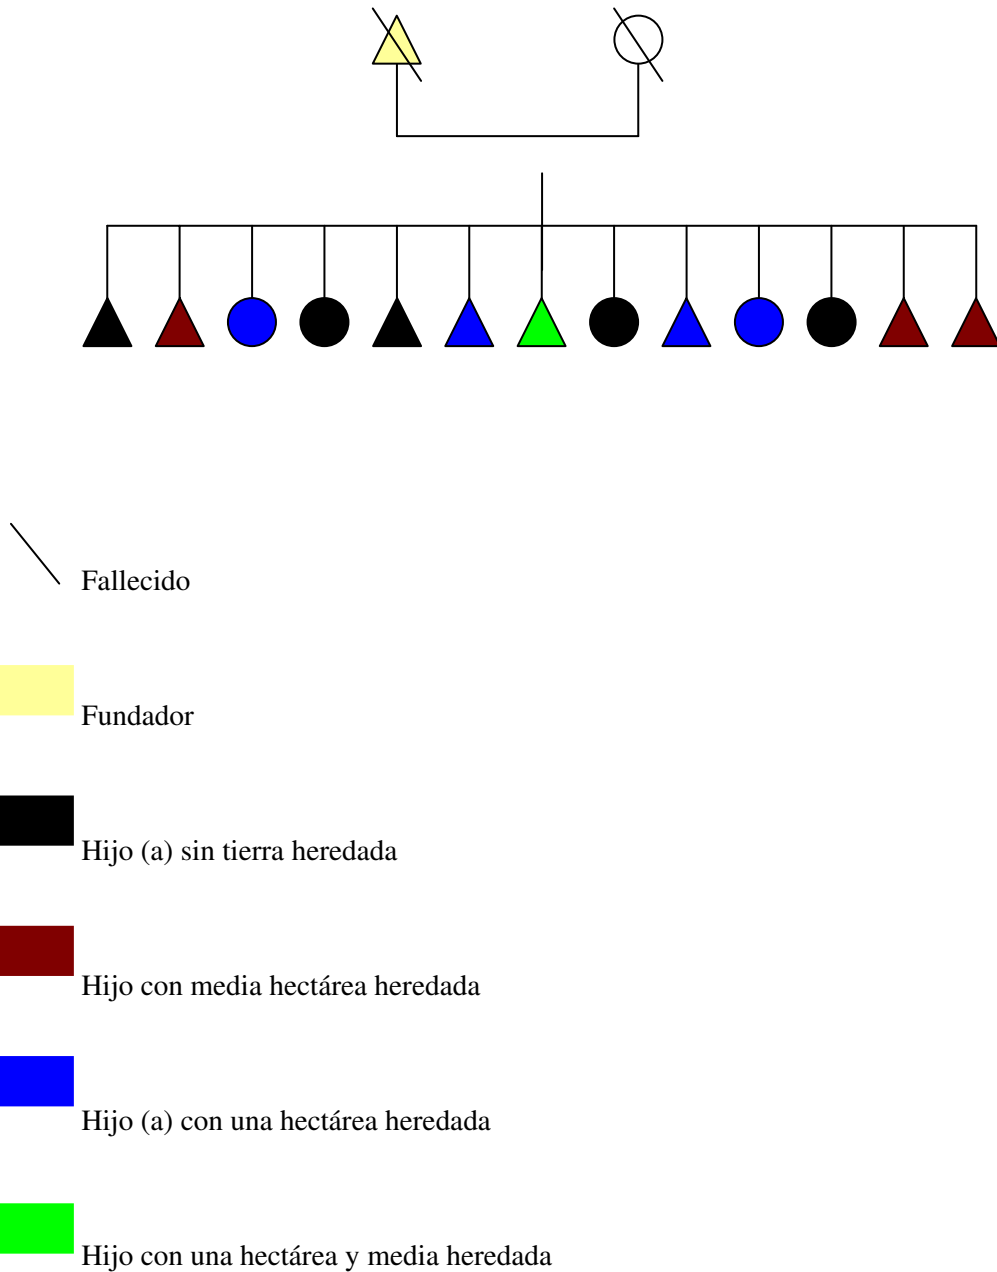 Fallecido
Fundador
Hijo (a) sin tierra heredada
Hijo con media hectárea heredada
Hijo (a) con una hectárea heredada
Hijo con una hectárea y media heredada